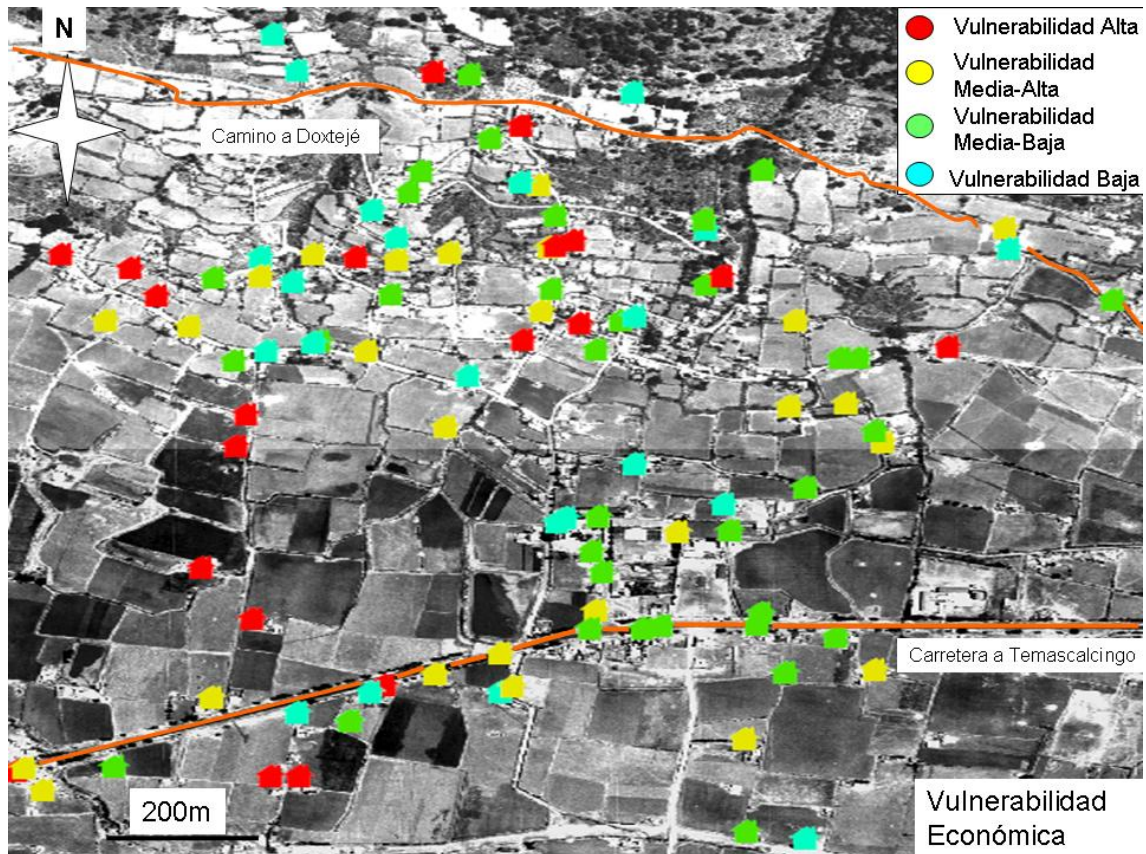 N
Vulnerabilidad Alta
Vulnerabilidad
Media-Alta
Vulnerabilidad
Media-Baja
Vulnerabilidad Baja
Camino a Doxtejé
Carretera a Temascalcingo
200m
Vulnerabilidad
Económica